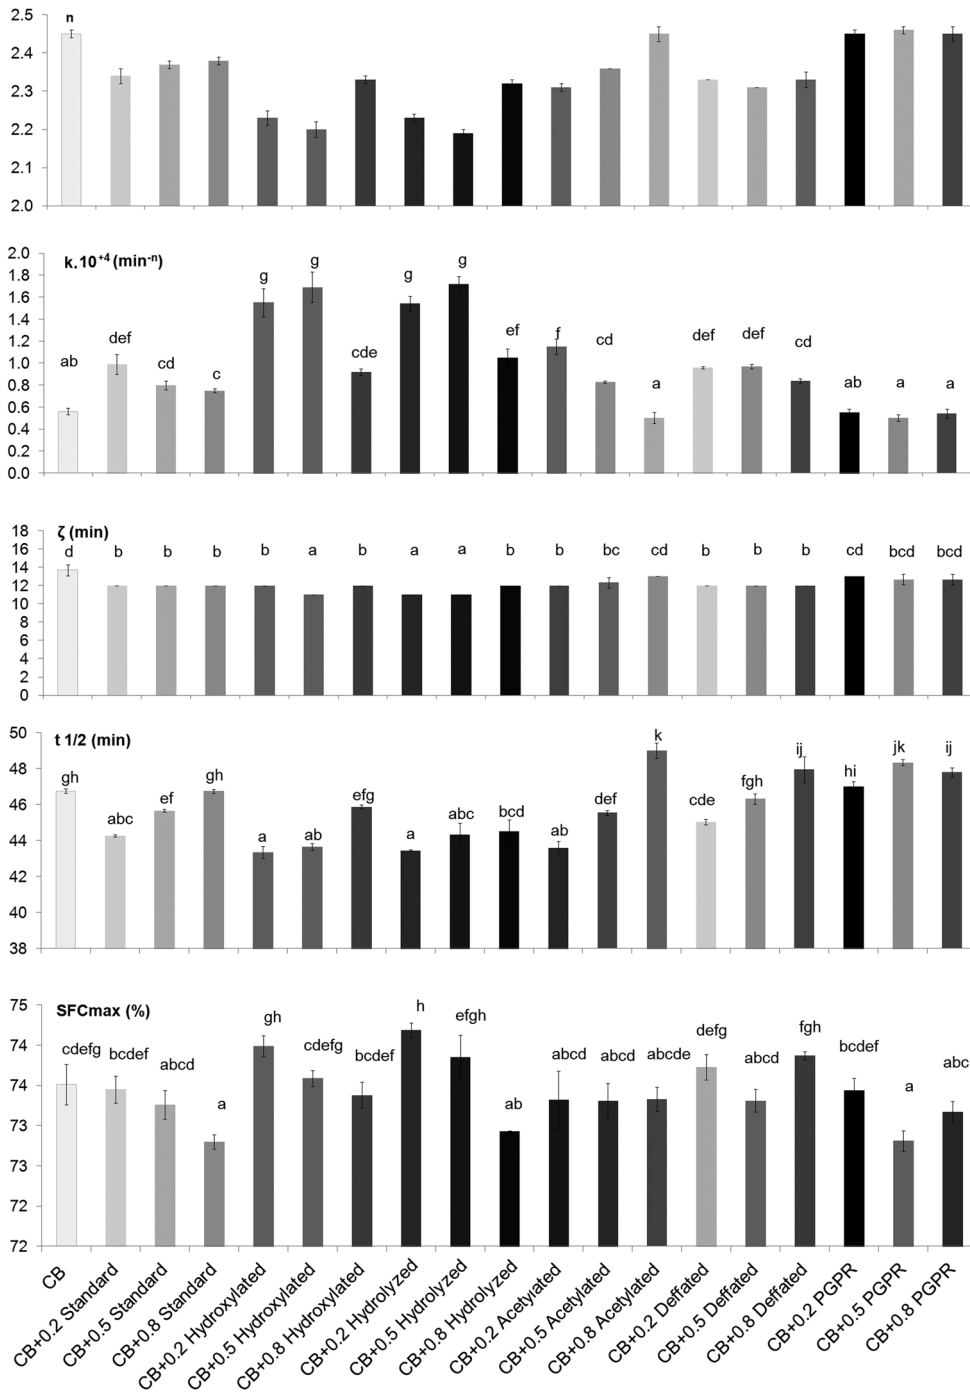 n
2.5
2.4
2.3
2.2
2.1
2.0
k.10⁺⁴ (min⁻ⁿ)
2.0
1.8
1.6
1.4
1.2
1.0
0.8
0.6
0.4
0.2
0.0
ab def cd c g g cde g g ef f cd a def def cd ab a a
ζ (min)
18
16
14
12
10
8
6
4
2
0
d b b b b a b a a b b bc cd b b b cd bcd bcd
t 1/2 (min)
50
48
46
44
42
40
38
gh abc ef gh a ab efg a abc bcd ab def k cde fgh ij hi jk ij
SFCmax (%)
75
74
74
73
73
72
72
cdefg bcdef abcd a gh cdefg bcdef h efgh ab abcd abcd abcde defg abcd fgh bcdef a abc
CB
CB+0.2 Standard
CB+0.5 Standard
CB+0.8 Standard
CB+0.2 Hydroxylated
CB+0.5 Hydroxylated
CB+0.8 Hydroxylated
CB+0.2 Hydrolyzed
CB+0.5 Hydrolyzed
CB+0.8 Hydrolyzed
CB+0.2 Acetylated
CB+0.5 Acetylated
CB+0.8 Acetylated
CB+0.2 Deffated
CB+0.5 Deffated
CB+0.8 Deffated
CB+0.2 PGPR
CB+0.5 PGPR
CB+0.8 PGPR